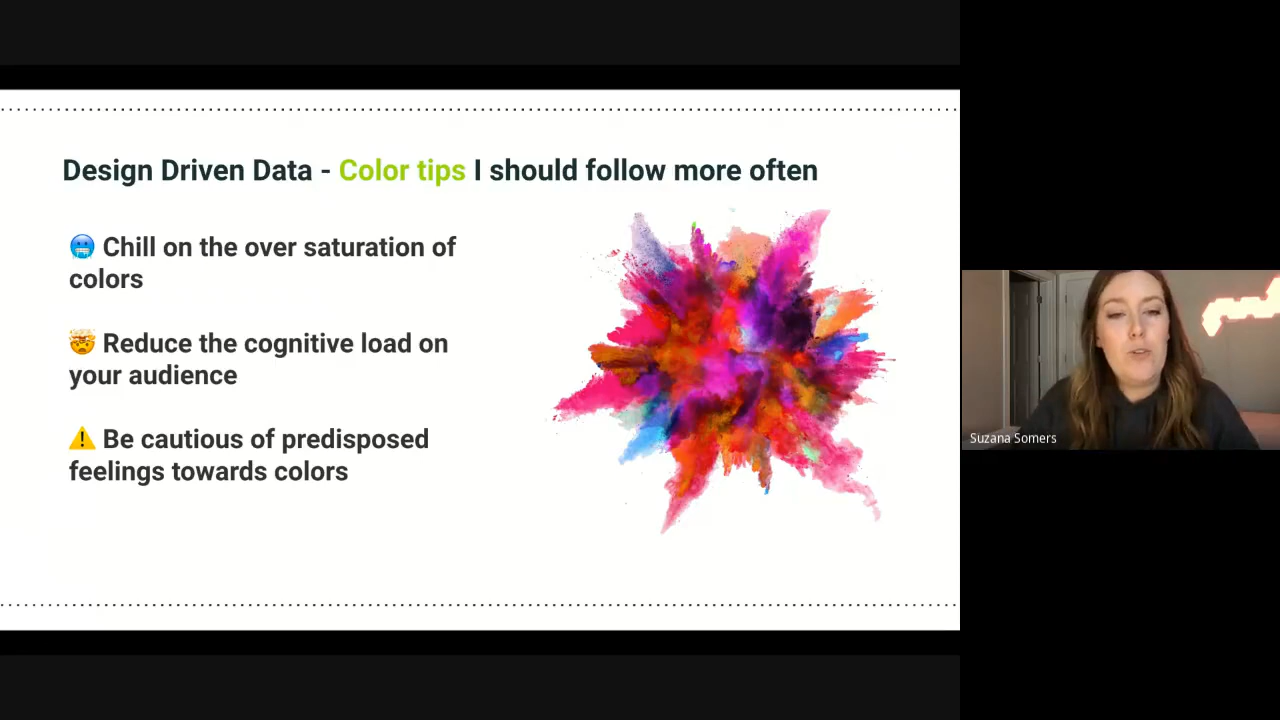 Design Driven Data - Color tips I should follow more often
🥶 Chill on the over saturation of
colors
🤯 Reduce the cognitive load on
your audience
⚠️ Be cautious of predisposed
feelings towards colors
Suzana Somers